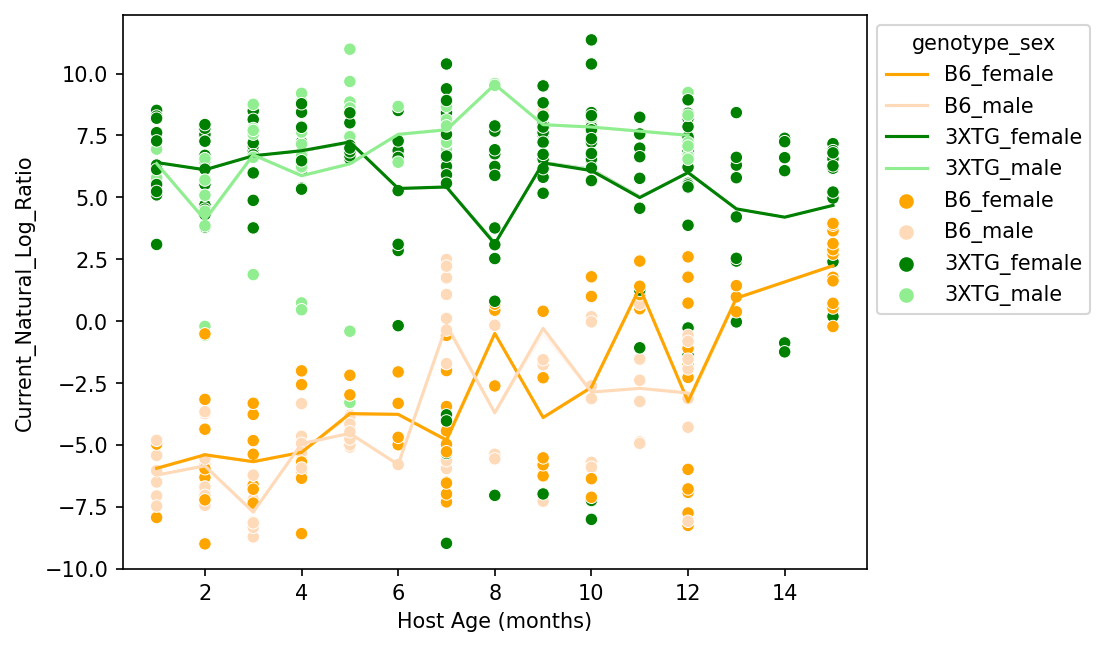 10.0
7.5
5.0
2.5
0.0
−2.5
−5.0
−7.5
−10.0
Current_Natural_Log_Ratio
2 4 6 8 10 12 14
Host Age (months)
genotype_sex
B6_female
B6_male
3XTG_female
3XTG_male
B6_female
B6_male
3XTG_female
3XTG_male